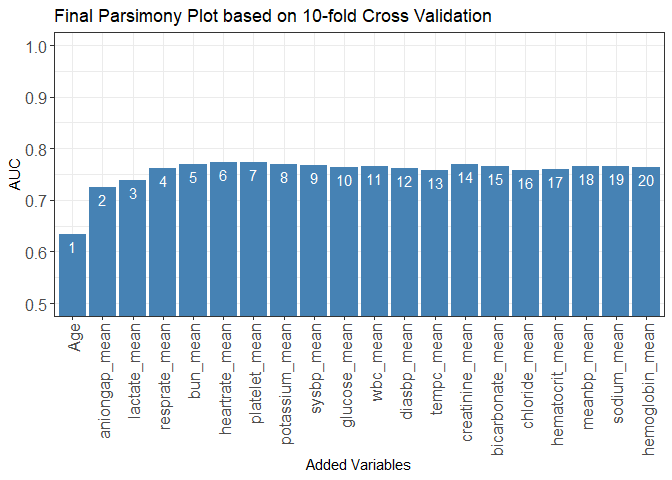 Final Parsimony Plot based on 10-fold Cross Validation
AUC
1.0
0.9
0.8
0.7
0.6
0.5
1
2
3
4
5
6
7
8
9
10
11
12
13
14
15
16
17
18
19
20
Age
aniongap_mean
lactate_mean
resprate_mean
bun_mean
heartrate_mean
platelet_mean
potassium_mean
sysbp_mean
glucose_mean
wbc_mean
diasbp_mean
tempc_mean
creatinine_mean
bicarbonate_mean
chloride_mean
hematocrit_mean
meanbp_mean
sodium_mean
hemoglobin_mean
Added Variables